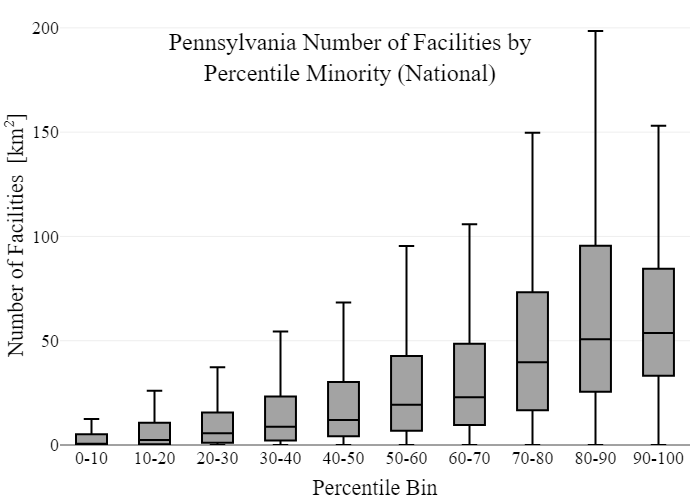 Pennsylvania Number of Facilities by
Percentile Minority (National)
Number of Facilities [km²]
200
150
100
50
0
0-10 10-20 20-30 30-40 40-50 50-60 60-70 70-80 80-90 90-100
Percentile Bin